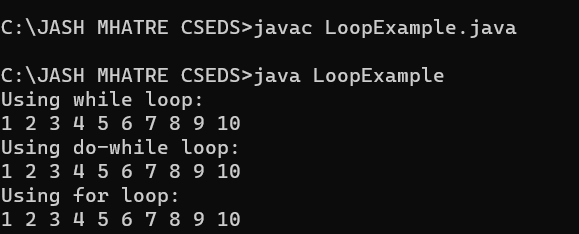 C:\JASH MHATRE CSEDS>javac LoopExample.java
C:\JASH MHATRE CSEDS>java LoopExample
Using while loop:
1 2 3 4 5 6 7 8 9 10
Using do-while loop:
1 2 3 4 5 6 7 8 9 10
Using for loop:
1 2 3 4 5 6 7 8 9 10